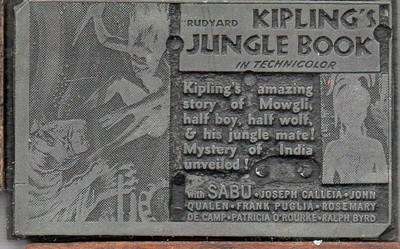 RUDYARD KIPLING'S
JUNGLE BOOK
IN TECHNICOLOR
Kipling's amazing
story of Mowgli,
half boy, half wolf,
& his jungle mate!
Mystery of India
unveiled!
with SABU • JOSEPH CALLEIA • JOHN
QUALEN • FRANK PUGLIA • ROSEMARY
DE CAMP • PATRICIA O'ROURKE • RALPH BYRD